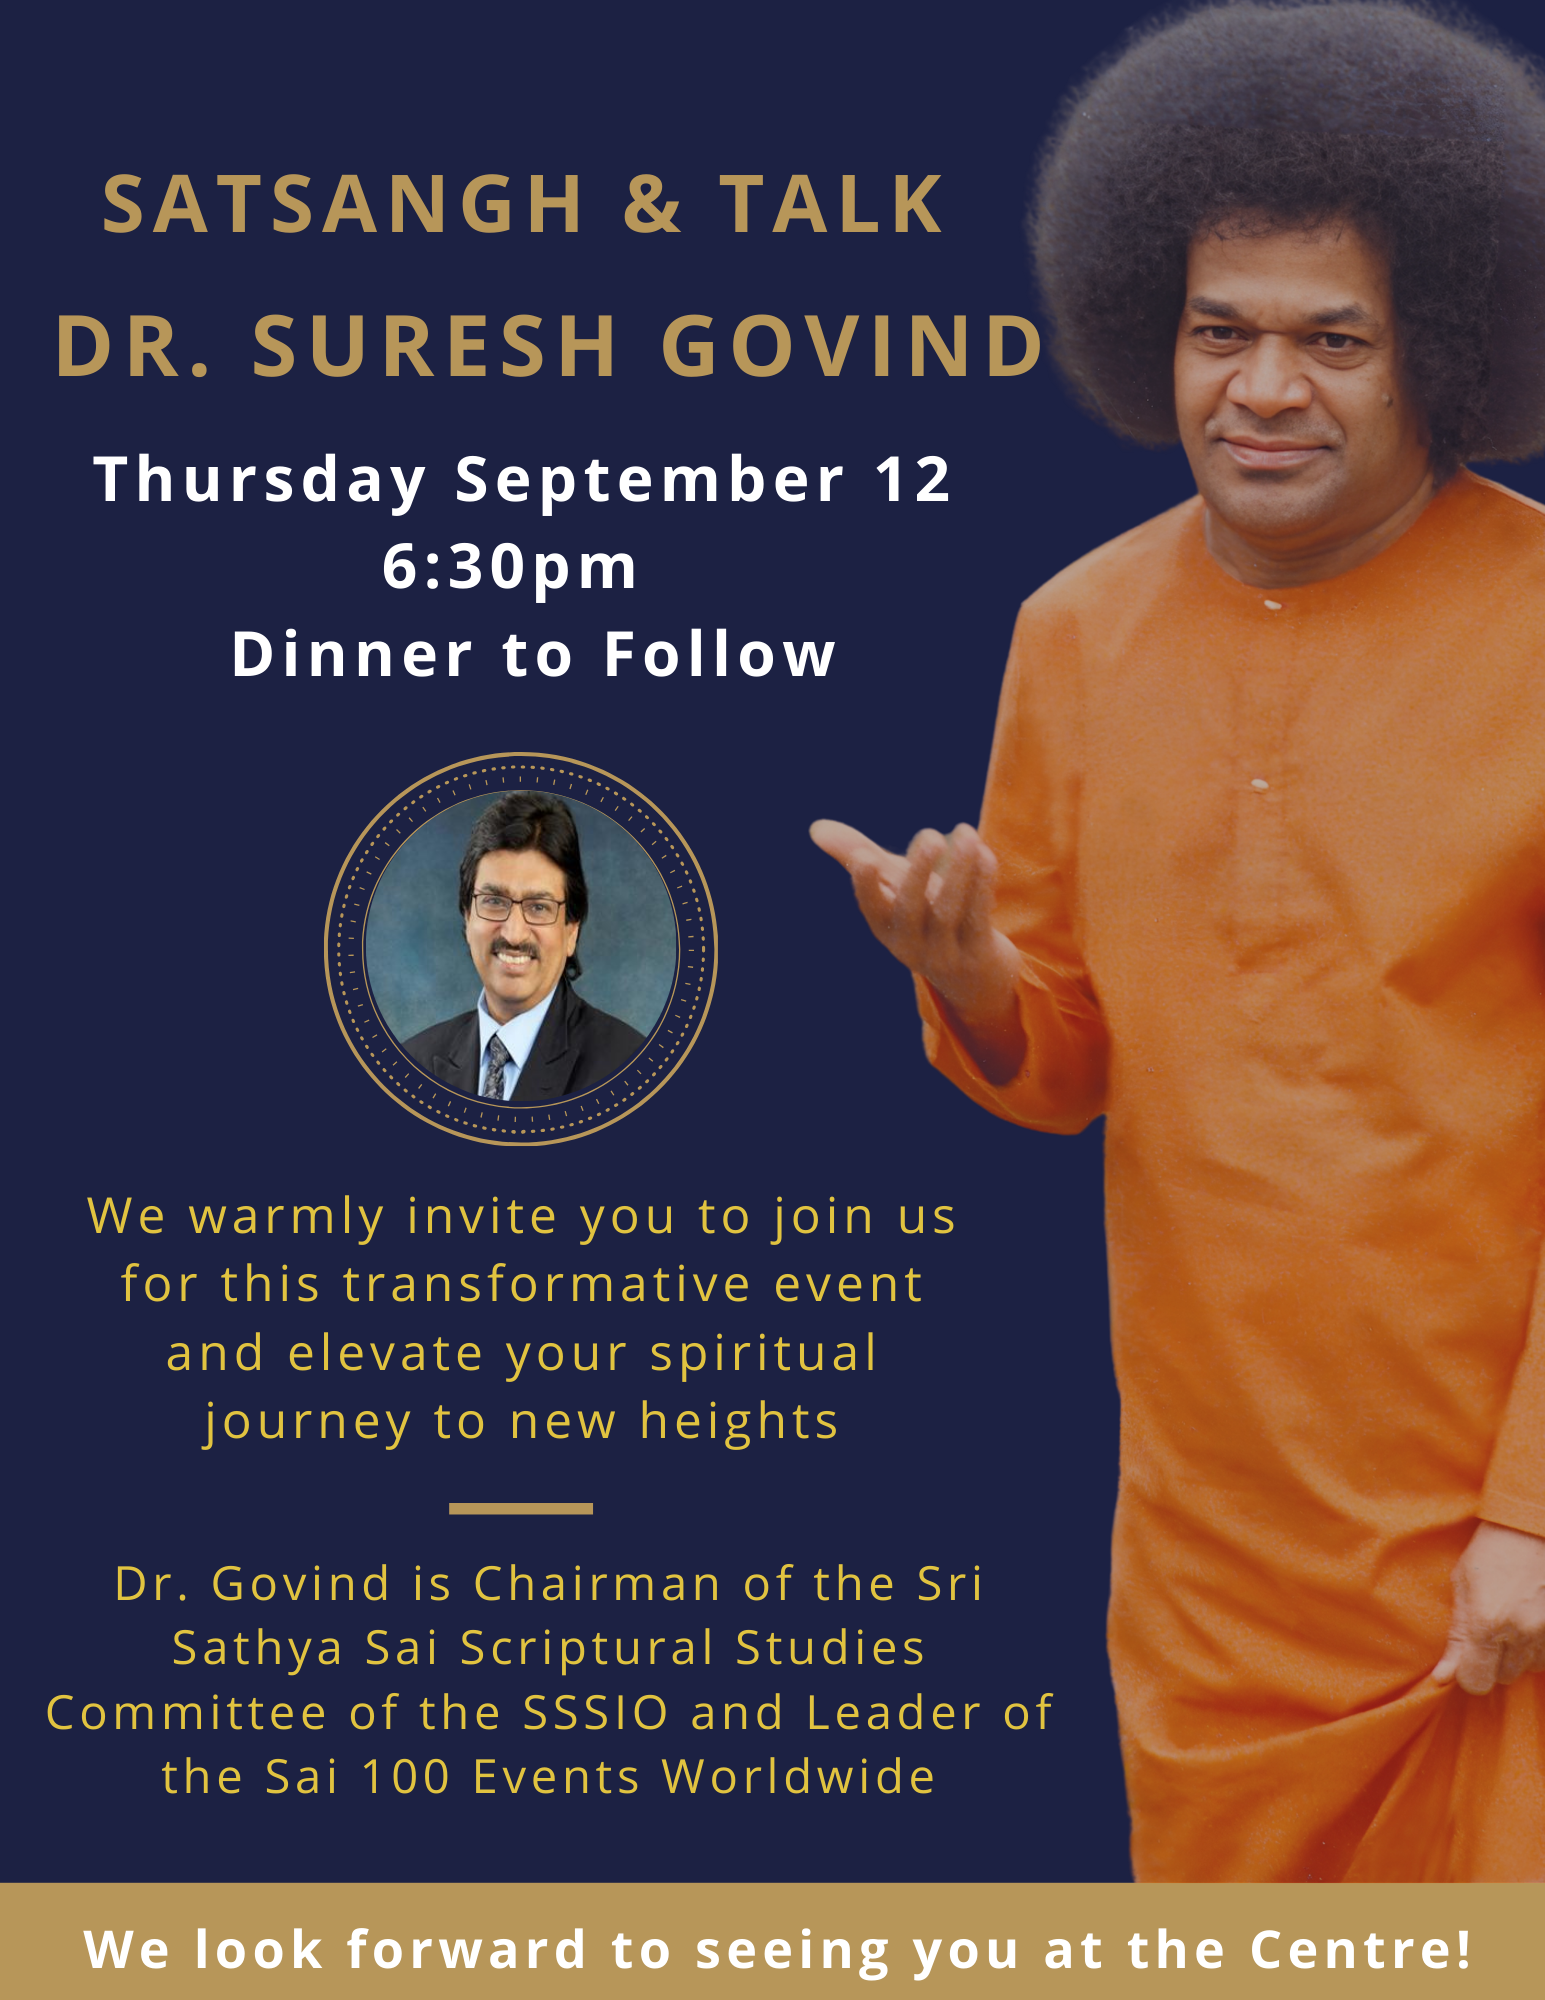 SATSANGH & TALK
DR. SURESH GOVIND
Thursday September 12
6:30pm
Dinner to Follow
We warmly invite you to join us
for this transformative event
and elevate your spiritual
journey to new heights
Dr. Govind is Chairman of the Sri
Sathya Sai Scriptural Studies
Committee of the SSSIO and Leader of
the Sai 100 Events Worldwide
We look forward to seeing you at the Centre!